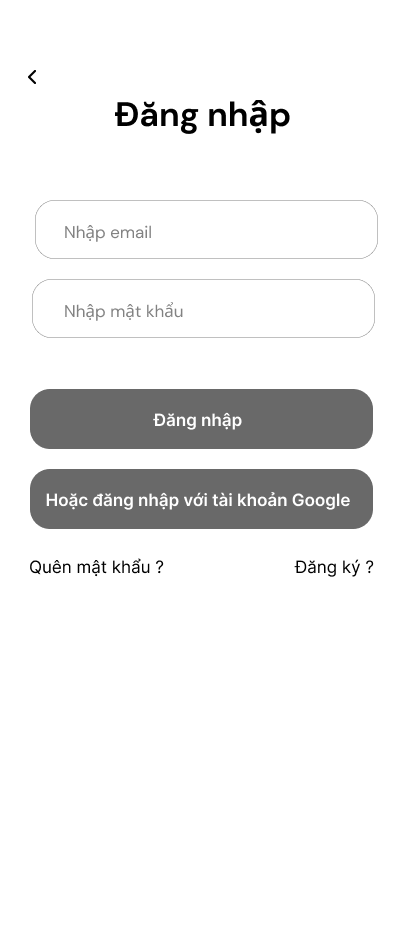 Đăng nhập
Nhập email
Nhập mật khẩu
Đăng nhập
Hoặc đăng nhập với tài khoản Google
Quên mật khẩu ?
Đăng ký ?